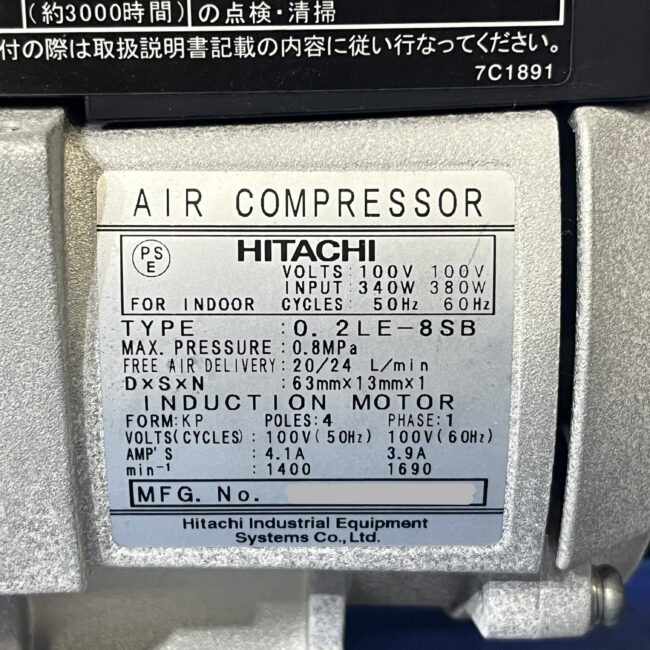 (約3000時間) の点検・清掃
付の際は取扱説明書記載の内容に従い行なってください。
7C1891
AIR COMPRESSOR
PS E HITACHI
VOLTS:100V 100V
INPUT:340W 380W
FOR INDOOR CYCLES:50Hz 60Hz
TYPE :0.2LE-8SB
MAX. PRESSURE:0.8MPa
FREE AIR DELIVERY:20/24 L/min
D×S×N :63mm×13mm×1
INDUCTION MOTOR
FORM:KP POLES:4 PHASE:1
VOLTS(CYCLES):100V(50Hz) 100V(60Hz)
AMP'S :4.1A 3.9A
min-1 :1400 1690
MFG. No.
Hitachi Industrial Equipment
Systems Co.,Ltd.